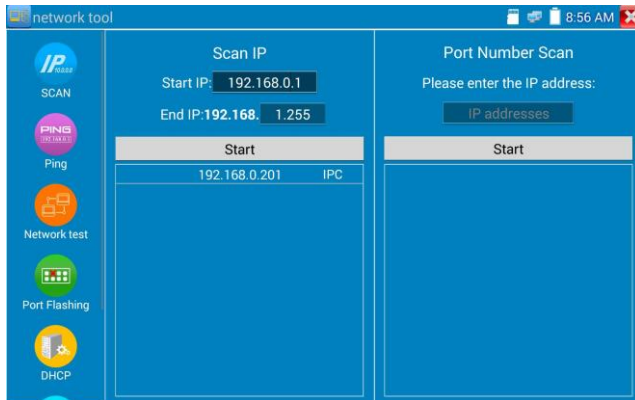 network tool
8:56 AM
IP
SCAN
PING
Ping
Network test
Port Flashing
DHCP
Scan IP
Start IP: 192.168.0.1
End IP:192.168. 1.255
Start
192.168.0.201 IPC
Port Number Scan
Please enter the IP address:
IP addresses
Start